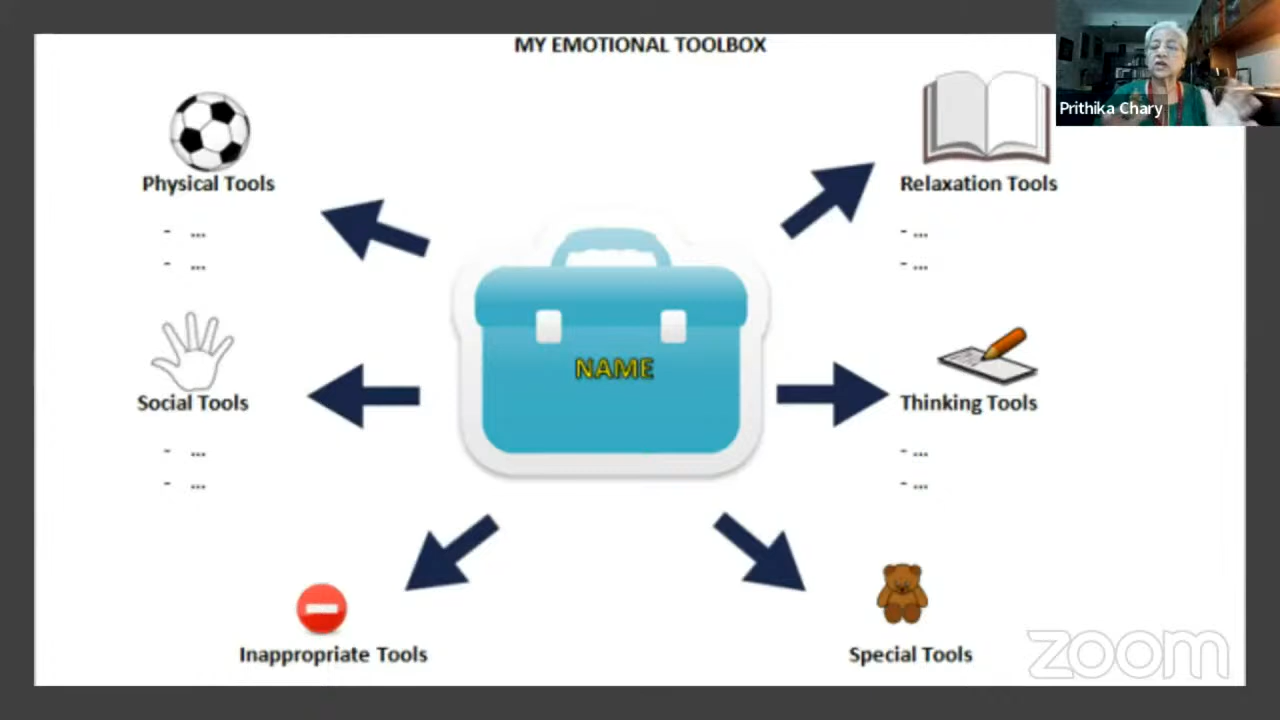 MY EMOTIONAL TOOLBOX
Prithika Chary
Physical Tools
- ...
- ...
Relaxation Tools
- ...
- ...
NAME
Social Tools
- ...
- ...
Thinking Tools
- ...
- ...
Inappropriate Tools
Special Tools
zoom